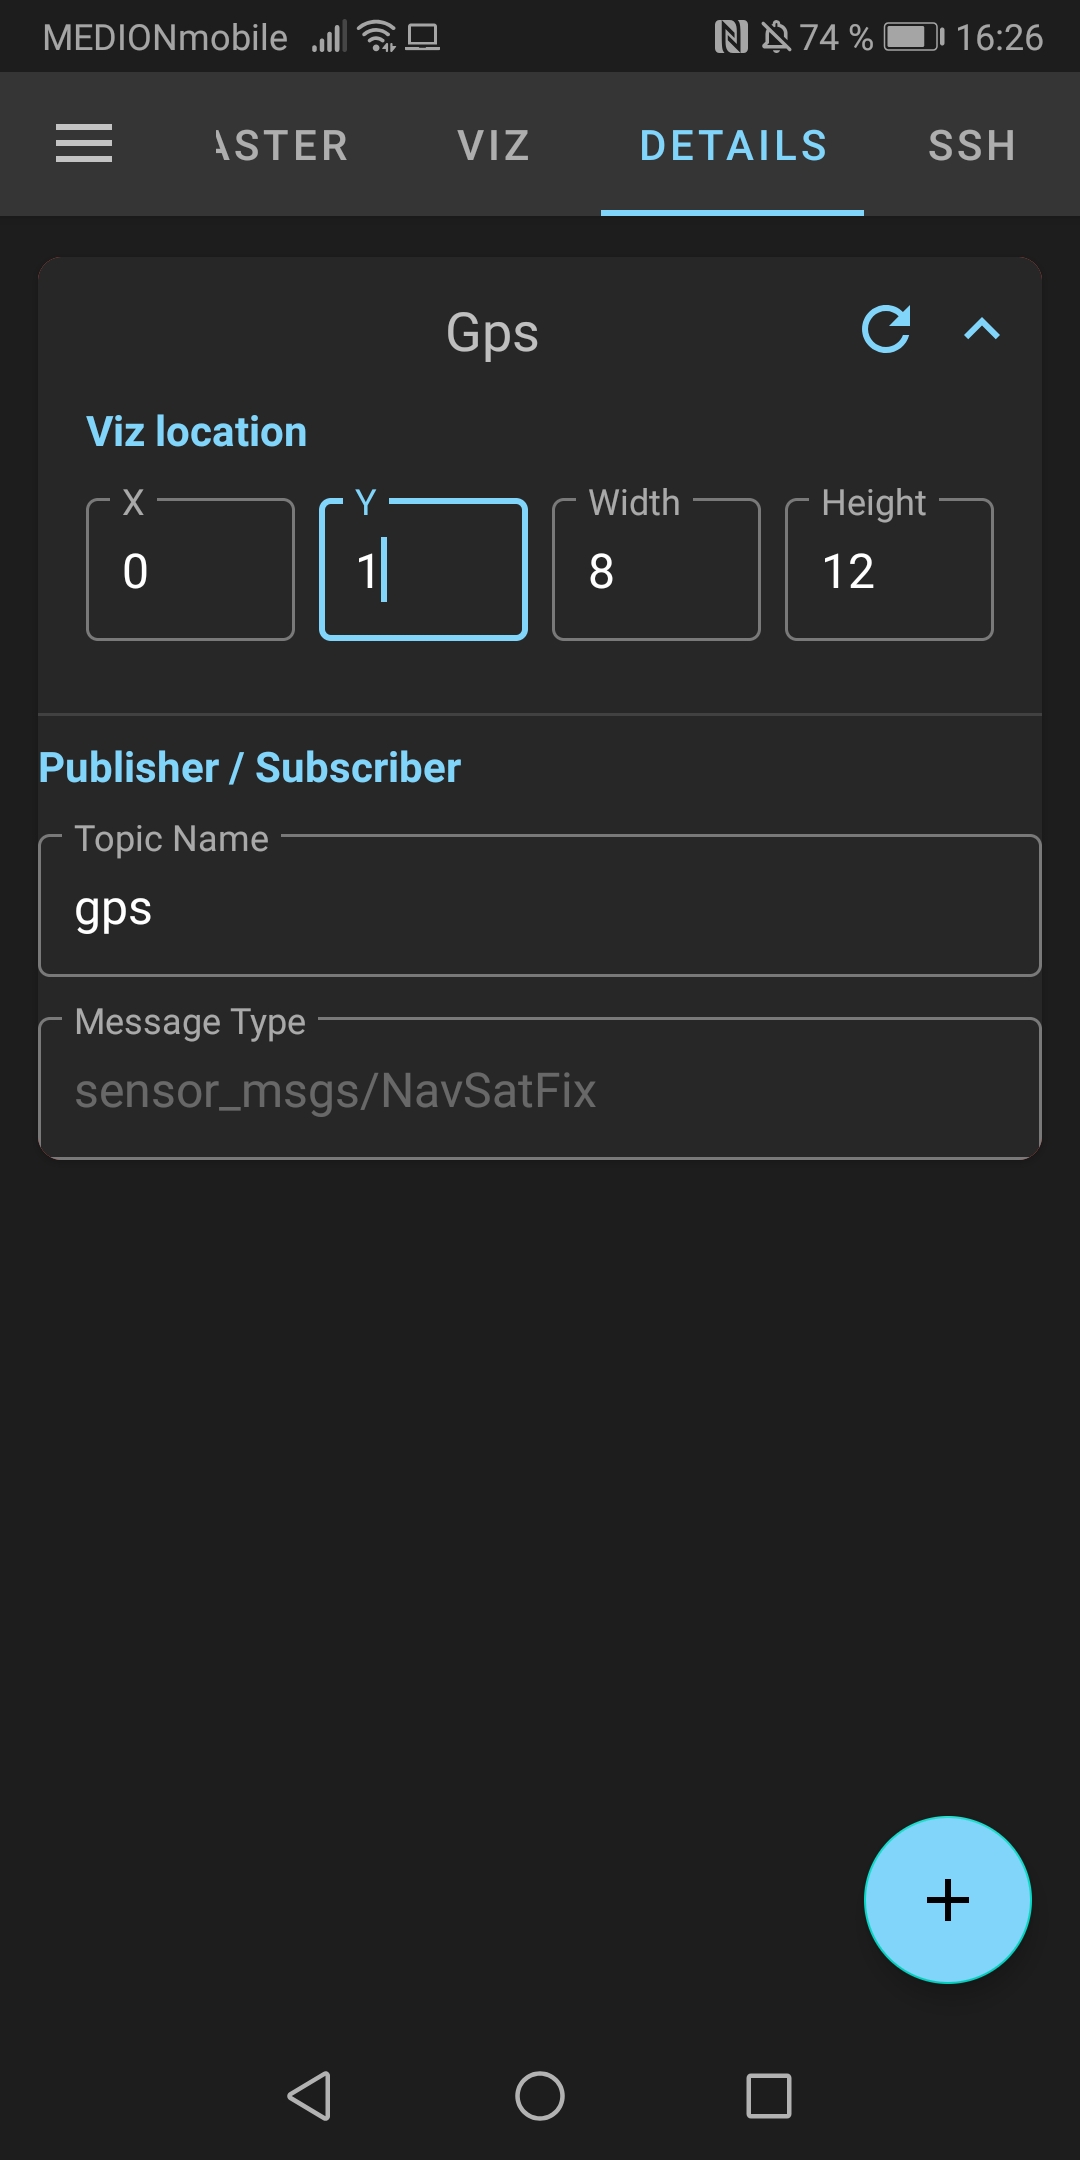 MEDIONmobile 74 % 16:26
ASTER VIZ DETAILS SSH
Gps
Viz location
X Y Width Height
0 1 8 12
Publisher / Subscriber
Topic Name
gps
Message Type
sensor_msgs/NavSatFix